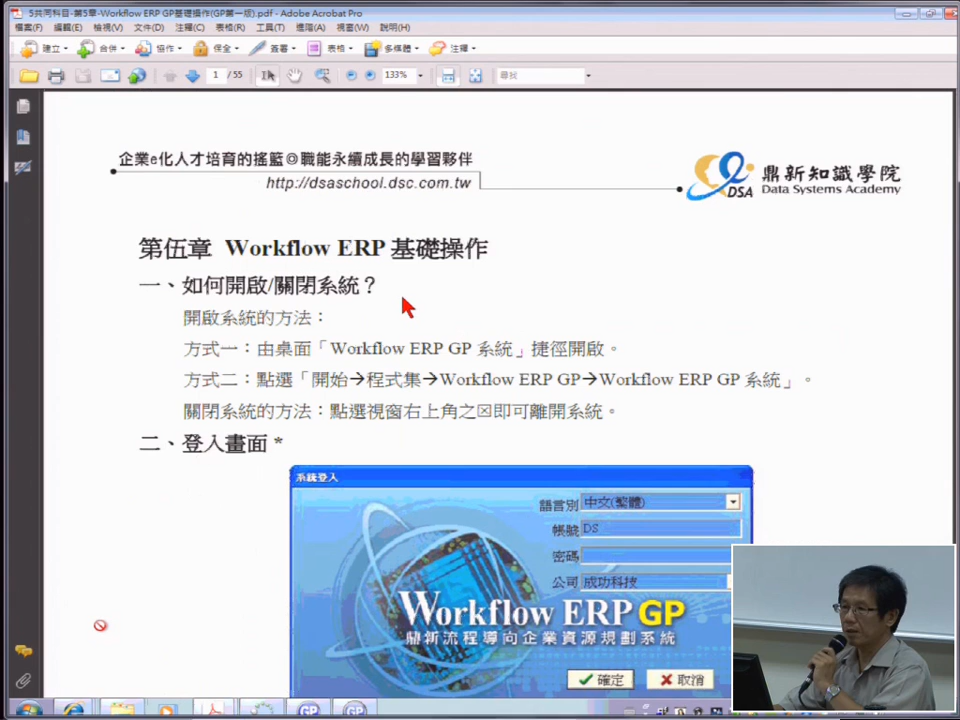 5共同科目-第5章-Workflow ERP GP基礎操作(GP第一版).pdf - Adobe Acrobat Pro
檔案(F) 編輯(E) 檢視(V) 文件(D) 注釋(C) 表格(R) 工具(T) 進階(A) 視窗(W) 說明(H)
建立 合併 協作 保全 簽署 表格 多媒體 注釋
1 / 55 133% 尋找
企業e化人才培育的搖籃◎職能永續成長的學習夥伴
http://dsaschool.dsc.com.tw
DSA
鼎新知識學院
Data Systems Academy
第伍章 Workflow ERP 基礎操作
一、如何開啟/關閉系統？
開啟系統的方法：
方式一：由桌面「Workflow ERP GP 系統」捷徑開啟。
方式二：點選「開始→程式集→Workflow ERP GP→Workflow ERP GP 系統」。
關閉系統的方法：點選視窗右上角之☒即可離開系統。
二、登入畫面 *
系統登入
語言別 中文(繁體)
帳號 DS
密碼
公司 成功科技
Workflow ERP GP
鼎新流程導向企業資源規劃系統
確定 取消
GP GP